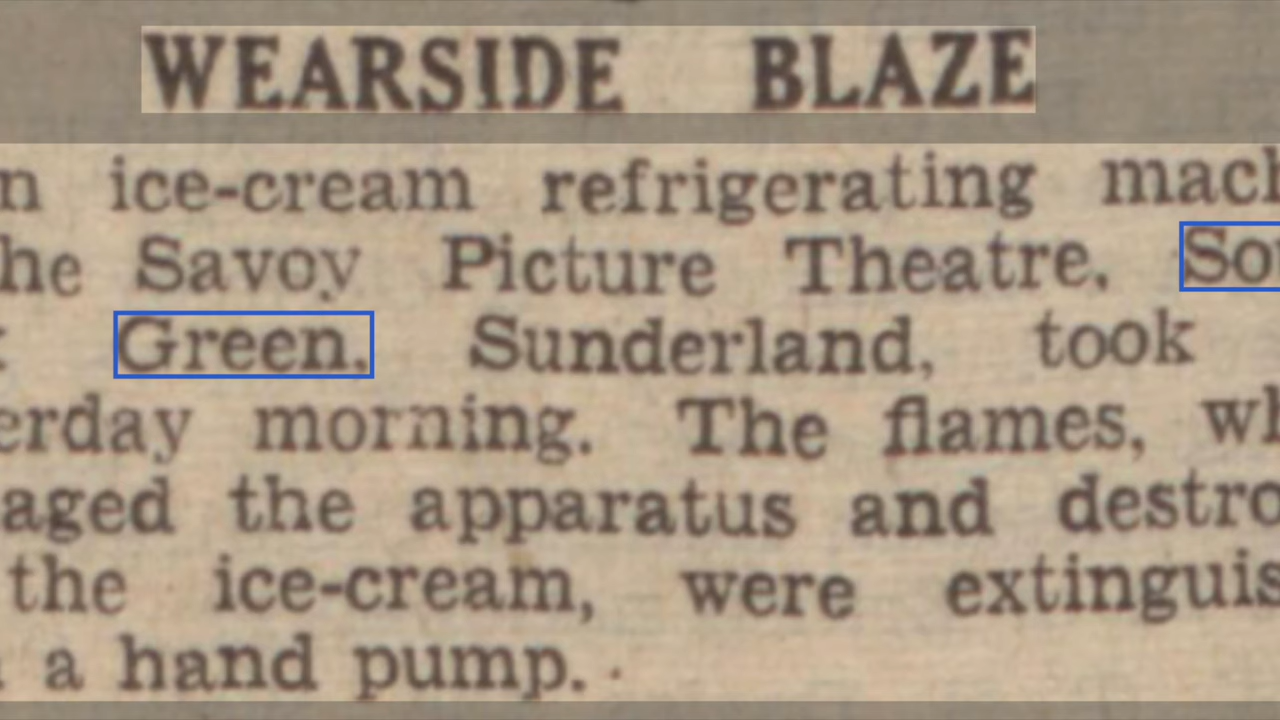 WEARSIDE BLAZE
n ice-cream refrigerating mach
he Savoy Picture Theatre, Sou
Green, Sunderland, took
erday morning. The flames, wh
aged the apparatus and destro
the ice-cream, were extinguis
a hand pump.